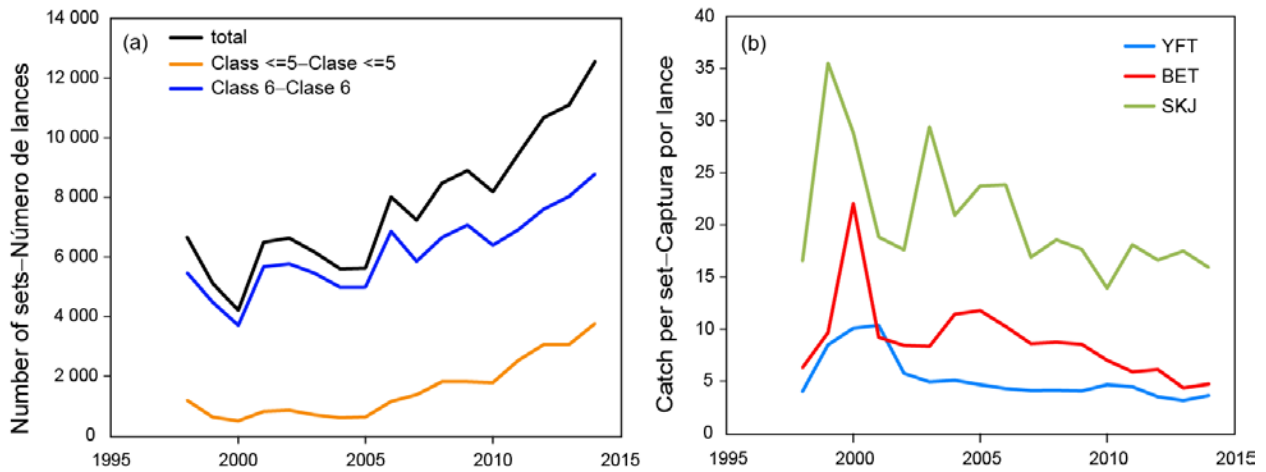 Number of sets–Número de lances
14 000
12 000
10 000
8 000
6 000
4 000
2 000
0
(a)
total
Class <=5–Clase <=5
Class 6–Clase 6
1995
2000
2005
2010
2015
Catch per set–Captura por lance
40
35
30
25
20
15
10
5
0
(b)
YFT
BET
SKJ
1995
2000
2005
2010
2015